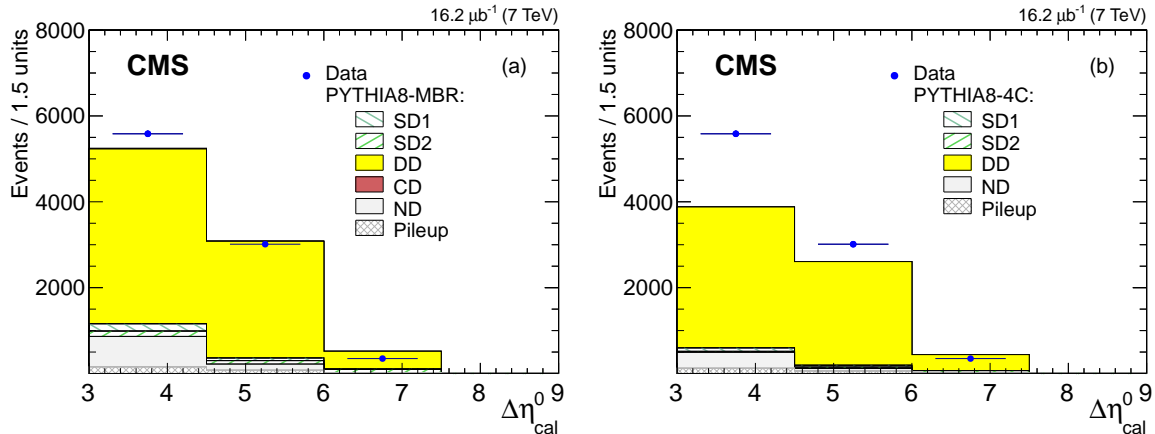 16.2 μb⁻¹ (7 TeV)
CMS
(a)
Data
PYTHIA8-MBR:
SD1
SD2
DD
CD
ND
Pileup
Events / 1.5 units
8000
6000
4000
2000
3 4 5 6 7 8 9
Δη⁰cal
16.2 μb⁻¹ (7 TeV)
CMS
(b)
Data
PYTHIA8-4C:
SD1
SD2
DD
ND
Pileup
Events / 1.5 units
8000
6000
4000
2000
3 4 5 6 7 8 9
Δη⁰cal